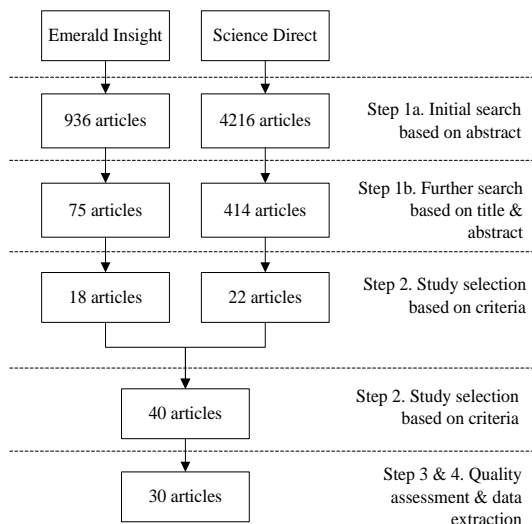 Emerald Insight
Science Direct
936 articles
4216 articles
Step 1a. Initial search
based on abstract
75 articles
414 articles
Step 1b. Further search
based on title &
abstract
18 articles
22 articles
Step 2. Study selection
based on criteria
40 articles
Step 2. Study selection
based on criteria
30 articles
Step 3 & 4. Quality
assessment & data
extraction